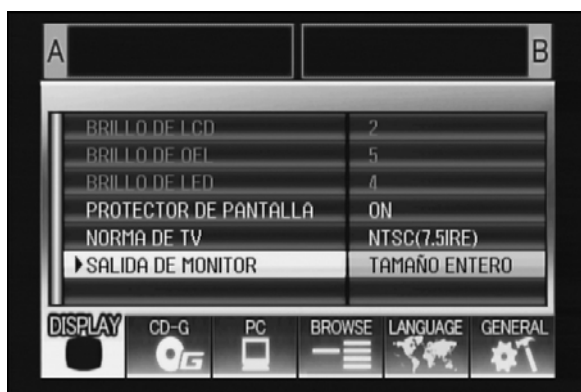 A B
BRILLO DE LCD 2
BRILLO DE OEL 5
BRILLO DE LED 4
PROTECTOR DE PANTALLA ON
NORMA DE TV NTSC(7.5IRE)
SALIDA DE MONITOR TAMAÑO ENTERO
DISPLAY CD-G PC BROWSE LANGUAGE GENERAL
G